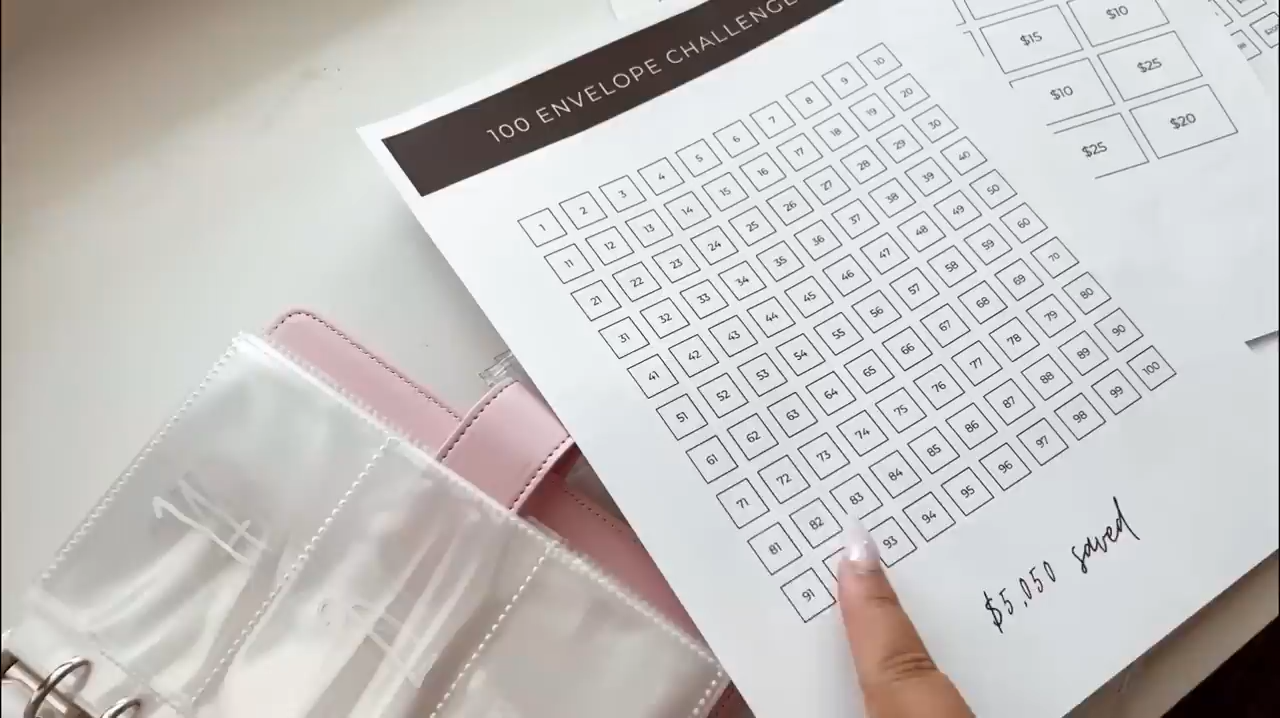 100 ENVELOPE CHALLENGE
1 2 3 4 5 6 7 8 9 10
11 12 13 14 15 16 17 18 19 20
21 22 23 24 25 26 27 28 29 30
31 32 33 34 35 36 37 38 39 40
41 42 43 44 45 46 47 48 49 50
51 52 53 54 55 56 57 58 59 60
61 62 63 64 65 66 67 68 69 70
71 72 73 74 75 76 77 78 79 80
81 82 83 84 85 86 87 88 89 90
91 93 94 95 96 97 98 99 100
$5,050 saved
$15 $10
$10 $25
$25 $20